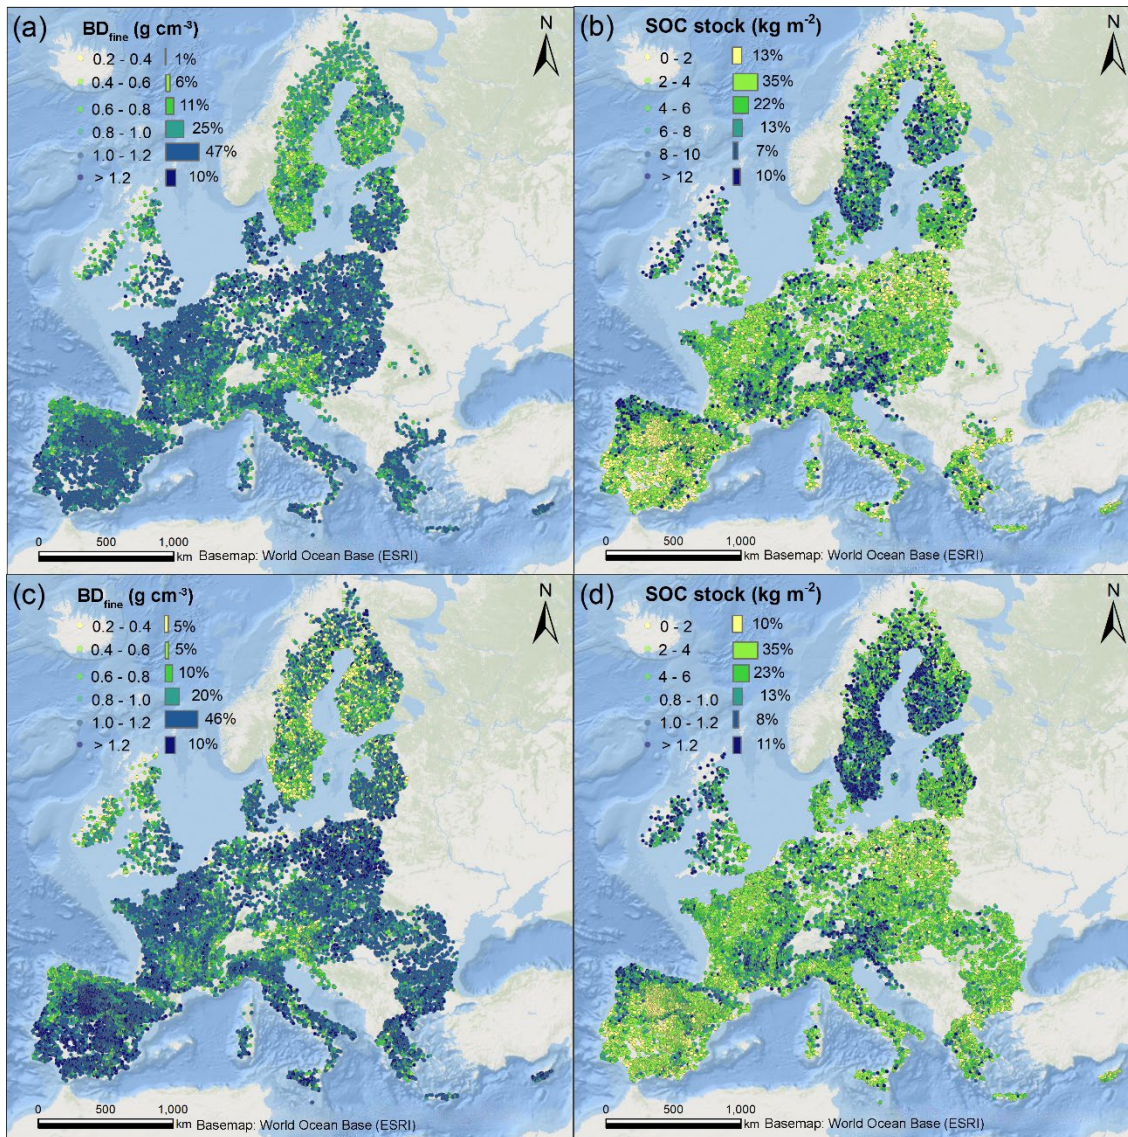 (a) BD_fine (g cm⁻³) N
0.2 - 0.4 1%
0.4 - 0.6 6%
0.6 - 0.8 11%
0.8 - 1.0 25%
1.0 - 1.2 47%
> 1.2 10%
0 500 1,000
km Basemap: World Ocean Base (ESRI)
(b) SOC stock (kg m⁻²) N
0 - 2 13%
2 - 4 35%
4 - 6 22%
6 - 8 13%
8 - 10 7%
> 12 10%
0 500 1,000
km Basemap: World Ocean Base (ESRI)
(c) BD_fine (g cm⁻³) N
0.2 - 0.4 5%
0.4 - 0.6 5%
0.6 - 0.8 10%
0.8 - 1.0 20%
1.0 - 1.2 46%
> 1.2 10%
0 500 1,000
km Basemap: World Ocean Base (ESRI)
(d) SOC stock (kg m⁻²) N
0 - 2 10%
2 - 4 35%
4 - 6 23%
0.8 - 1.0 13%
1.0 - 1.2 8%
> 1.2 11%
0 500 1,000
km Basemap: World Ocean Base (ESRI)